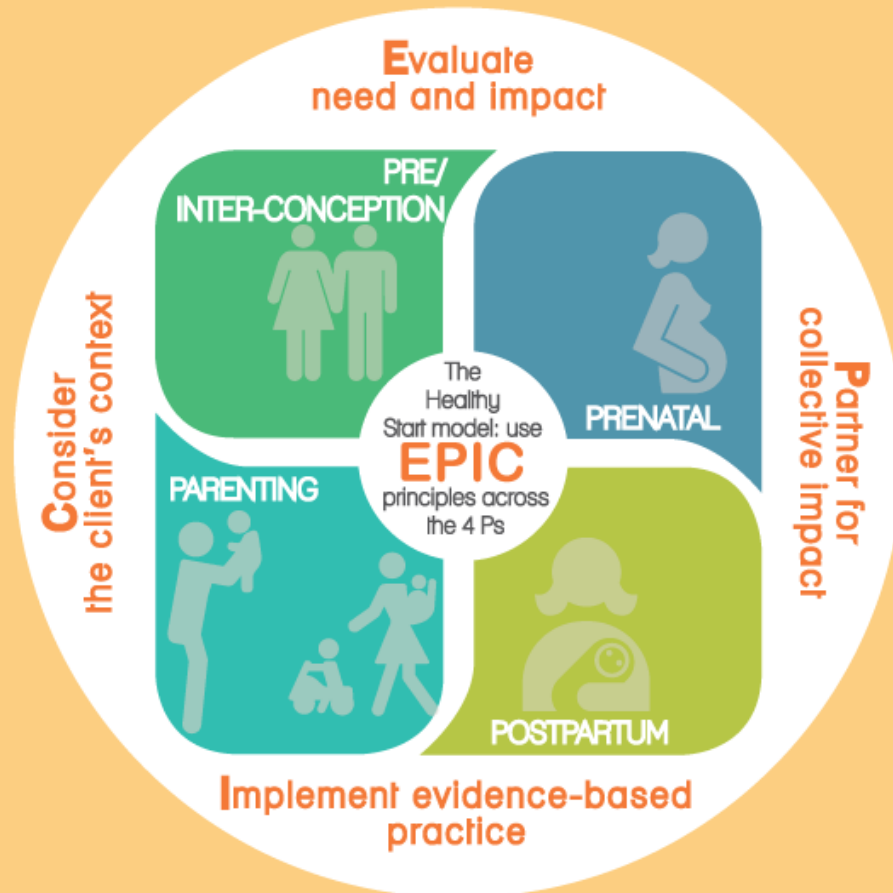 Evaluate
need and impact
PRE/
INTER-CONCEPTION
PRENATAL
Partner for
collective impact
The
Healthy
Start model: use
EPIC
principles across
the 4 Ps
Consider
the client's context
PARENTING
POSTPARTUM
Implement evidence-based
practice